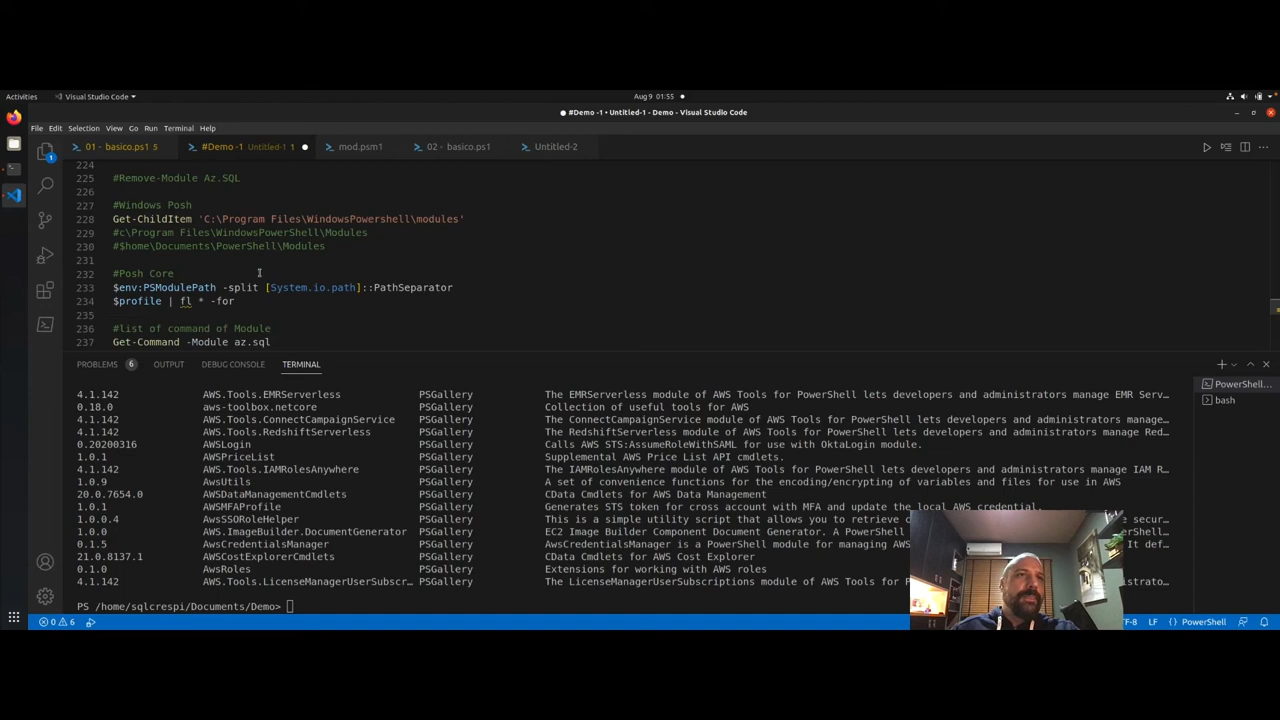 Activities
Visual Studio Code
Aug 9 01:55
#Demo -1 • Untitled-1 - Demo - Visual Studio Code
File Edit Selection View Go Run Terminal Help
01 - basico.ps1 5
#Demo -1 Untitled-1 1
mod.psm1
02 - basico.ps1
Untitled-2
224
225 #Remove-Module Az.SQL
226
227 #Windows Posh
228 Get-ChildItem 'C:\Program Files\WindowsPowershell\modules'
229 #c\Program Files\WindowsPowerShell\Modules
230 #$home\Documents\PowerShell\Modules
231
232 #Posh Core
233 $env:PSModulePath -split [System.io.path]::PathSeparator
234 $profile | fl * -for
235
236 #list of command of Module
237 Get-Command -Module az.sql
PROBLEMS 6 OUTPUT DEBUG CONSOLE TERMINAL
PowerShell...
bash
4.1.142 AWS.Tools.EMRServerless PSGallery The EMRServerless module of AWS Tools for PowerShell lets developers and administrators manage EMR Serv…
0.18.0 aws-toolbox.netcore PSGallery Collection of useful tools for AWS
4.1.142 AWS.Tools.ConnectCampaignService PSGallery The ConnectCampaignService module of AWS Tools for PowerShell lets developers and administrators manage…
4.1.142 AWS.Tools.RedshiftServerless PSGallery The RedshiftServerless module of AWS Tools for PowerShell lets developers and administrators manage Red…
0.20200316 AWSLogin PSGallery Calls AWS STS:AssumeRoleWithSAML for use with OktaLogin module.
1.0.1 AWSPriceList PSGallery Supplemental AWS Price List API cmdlets.
4.1.142 AWS.Tools.IAMRolesAnywhere PSGallery The IAMRolesAnywhere module of AWS Tools for PowerShell lets developers and administrators manage IAM R…
1.0.9 AwsUtils PSGallery A set of convenience functions for the encoding/encrypting of variables and files for use in AWS
20.0.7654.0 AWSDataManagementCmdlets PSGallery CData Cmdlets for AWS Data Management
1.0.1 AWSMFAProfile PSGallery Generates STS token for cross account with MFA and update the local AWS credential.
1.0.0.4 AwsSSORoleHelper PSGallery This is a simple utility script that allows you to retrieve secur…
1.0.0 AWS.ImageBuilder.DocumentGenerator PSGallery EC2 Image Builder Component Document Generator. A PowerShell
0.1.5 AwsCredentialsManager PSGallery AwsCredentialsManager is a PowerShell module for managing AWS It def…
21.0.8137.1 AWSCostExplorerCmdlets PSGallery CData Cmdlets for AWS Cost Explorer
0.1.0 AwsRoles PSGallery Extensions for working with AWS roles
4.1.142 AWS.Tools.LicenseManagerUserSubscr… PSGallery The LicenseManagerUserSubscriptions module of AWS Tools for istrato…
PS /home/sqlcrespi/Documents/Demo>
0 6
TF-8 LF {} PowerShell